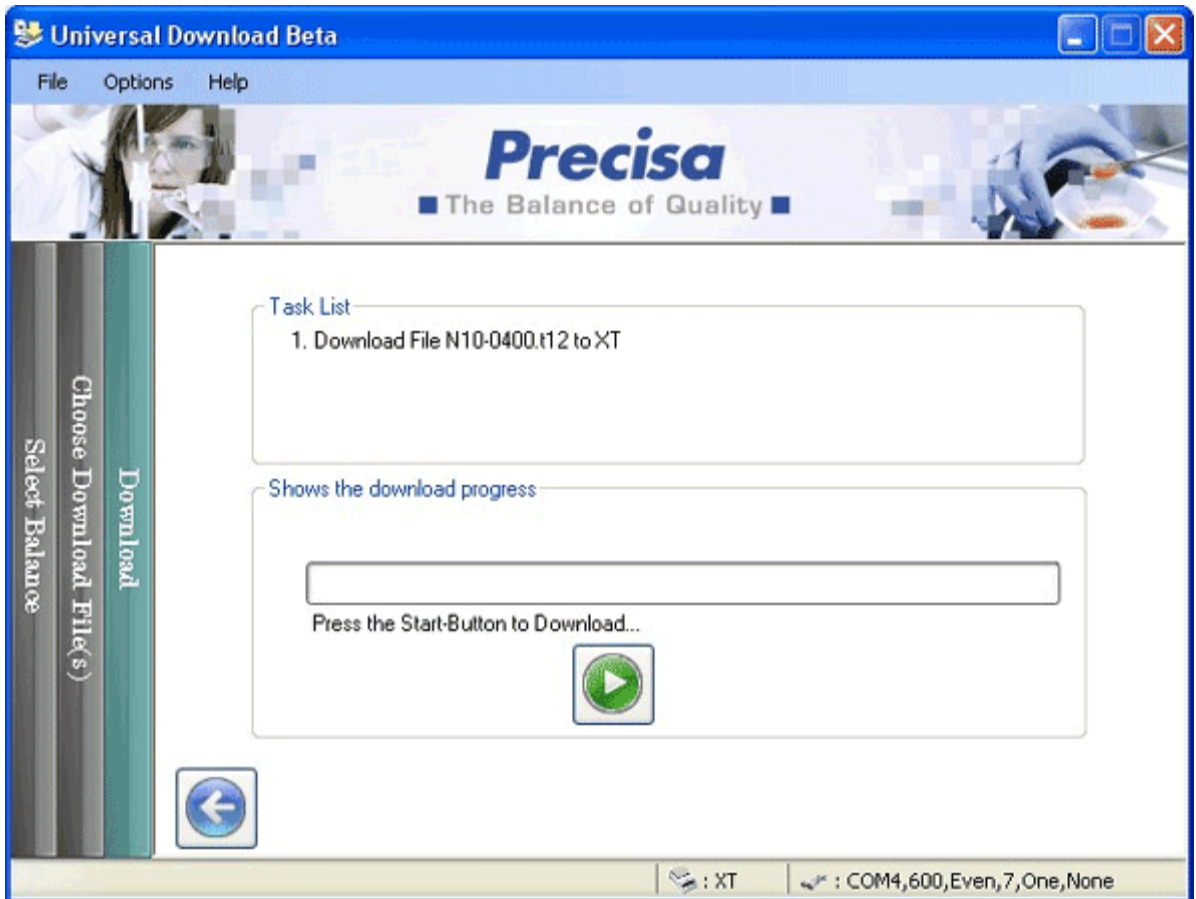 Universal Download Beta
File Options Help
Precisa
The Balance of Quality
Select Balance
Choose Download File(s)
Download
Task List
1. Download File N10-0400.t12 to XT
Shows the download progress
Press the Start-Button to Download...
: XT
: COM4,600,Even,7,One,None